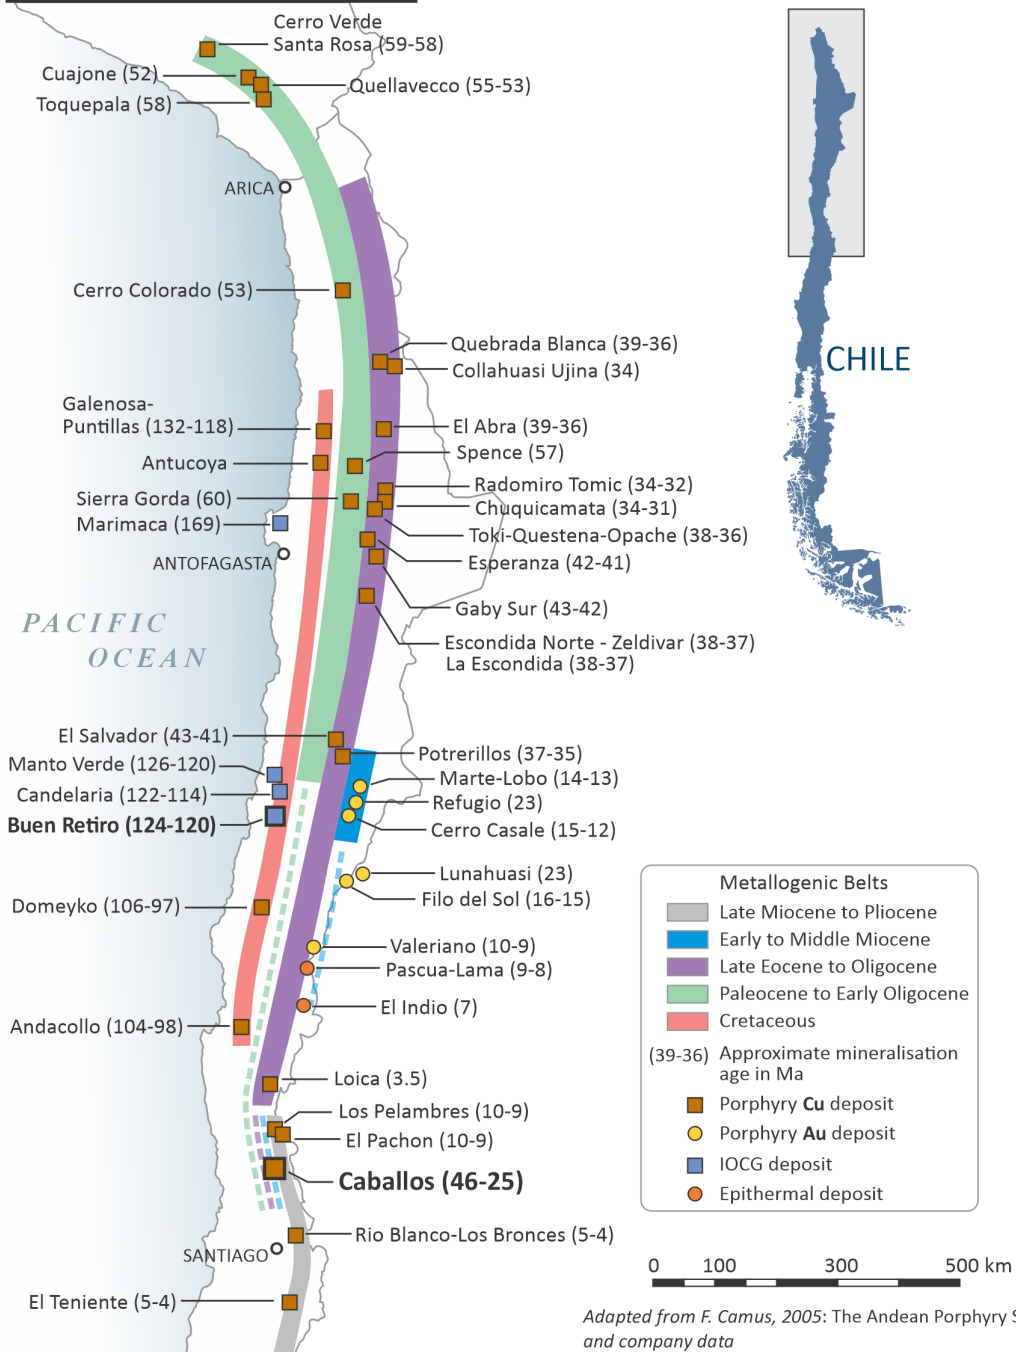 Cerro Verde
Santa Rosa (59-58)
Cuajone (52)
Quellavecco (55-53)
Toquepala (58)
ARICA
Cerro Colorado (53)
Quebrada Blanca (39-36)
Collahuasi Ujina (34)
CHILE
Galenosa-
Puntillas (132-118)
El Abra (39-36)
Antucoya
Spence (57)
Radomiro Tomic (34-32)
Sierra Gorda (60)
Chuquicamata (34-31)
Marimaca (169)
Toki-Questena-Opache (38-36)
ANTOFAGASTA
Esperanza (42-41)
Gaby Sur (43-42)
PACIFIC
OCEAN
Escondida Norte - Zeldivar (38-37)
La Escondida (38-37)
El Salvador (43-41)
Potrerillos (37-35)
Manto Verde (126-120)
Marte-Lobo (14-13)
Candelaria (122-114)
Refugio (23)
Buen Retiro (124-120)
Cerro Casale (15-12)
Lunahuasi (23)
Filo del Sol (16-15)
Domeyko (106-97)
Valeriano (10-9)
Pascua-Lama (9-8)
El Indio (7)
Andacollo (104-98)
Loica (3.5)
Los Pelambres (10-9)
El Pachon (10-9)
Caballos (46-25)
Rio Blanco-Los Bronces (5-4)
SANTIAGO
El Teniente (5-4)
Metallogenic Belts
Late Miocene to Pliocene
Early to Middle Miocene
Late Eocene to Oligocene
Paleocene to Early Oligocene
Cretaceous
(39-36) Approximate mineralisation
age in Ma
Porphyry Cu deposit
Porphyry Au deposit
IOCG deposit
Epithermal deposit
0 100 300 500 km
Adapted from F. Camus, 2005: The Andean Porphyry S
and company data